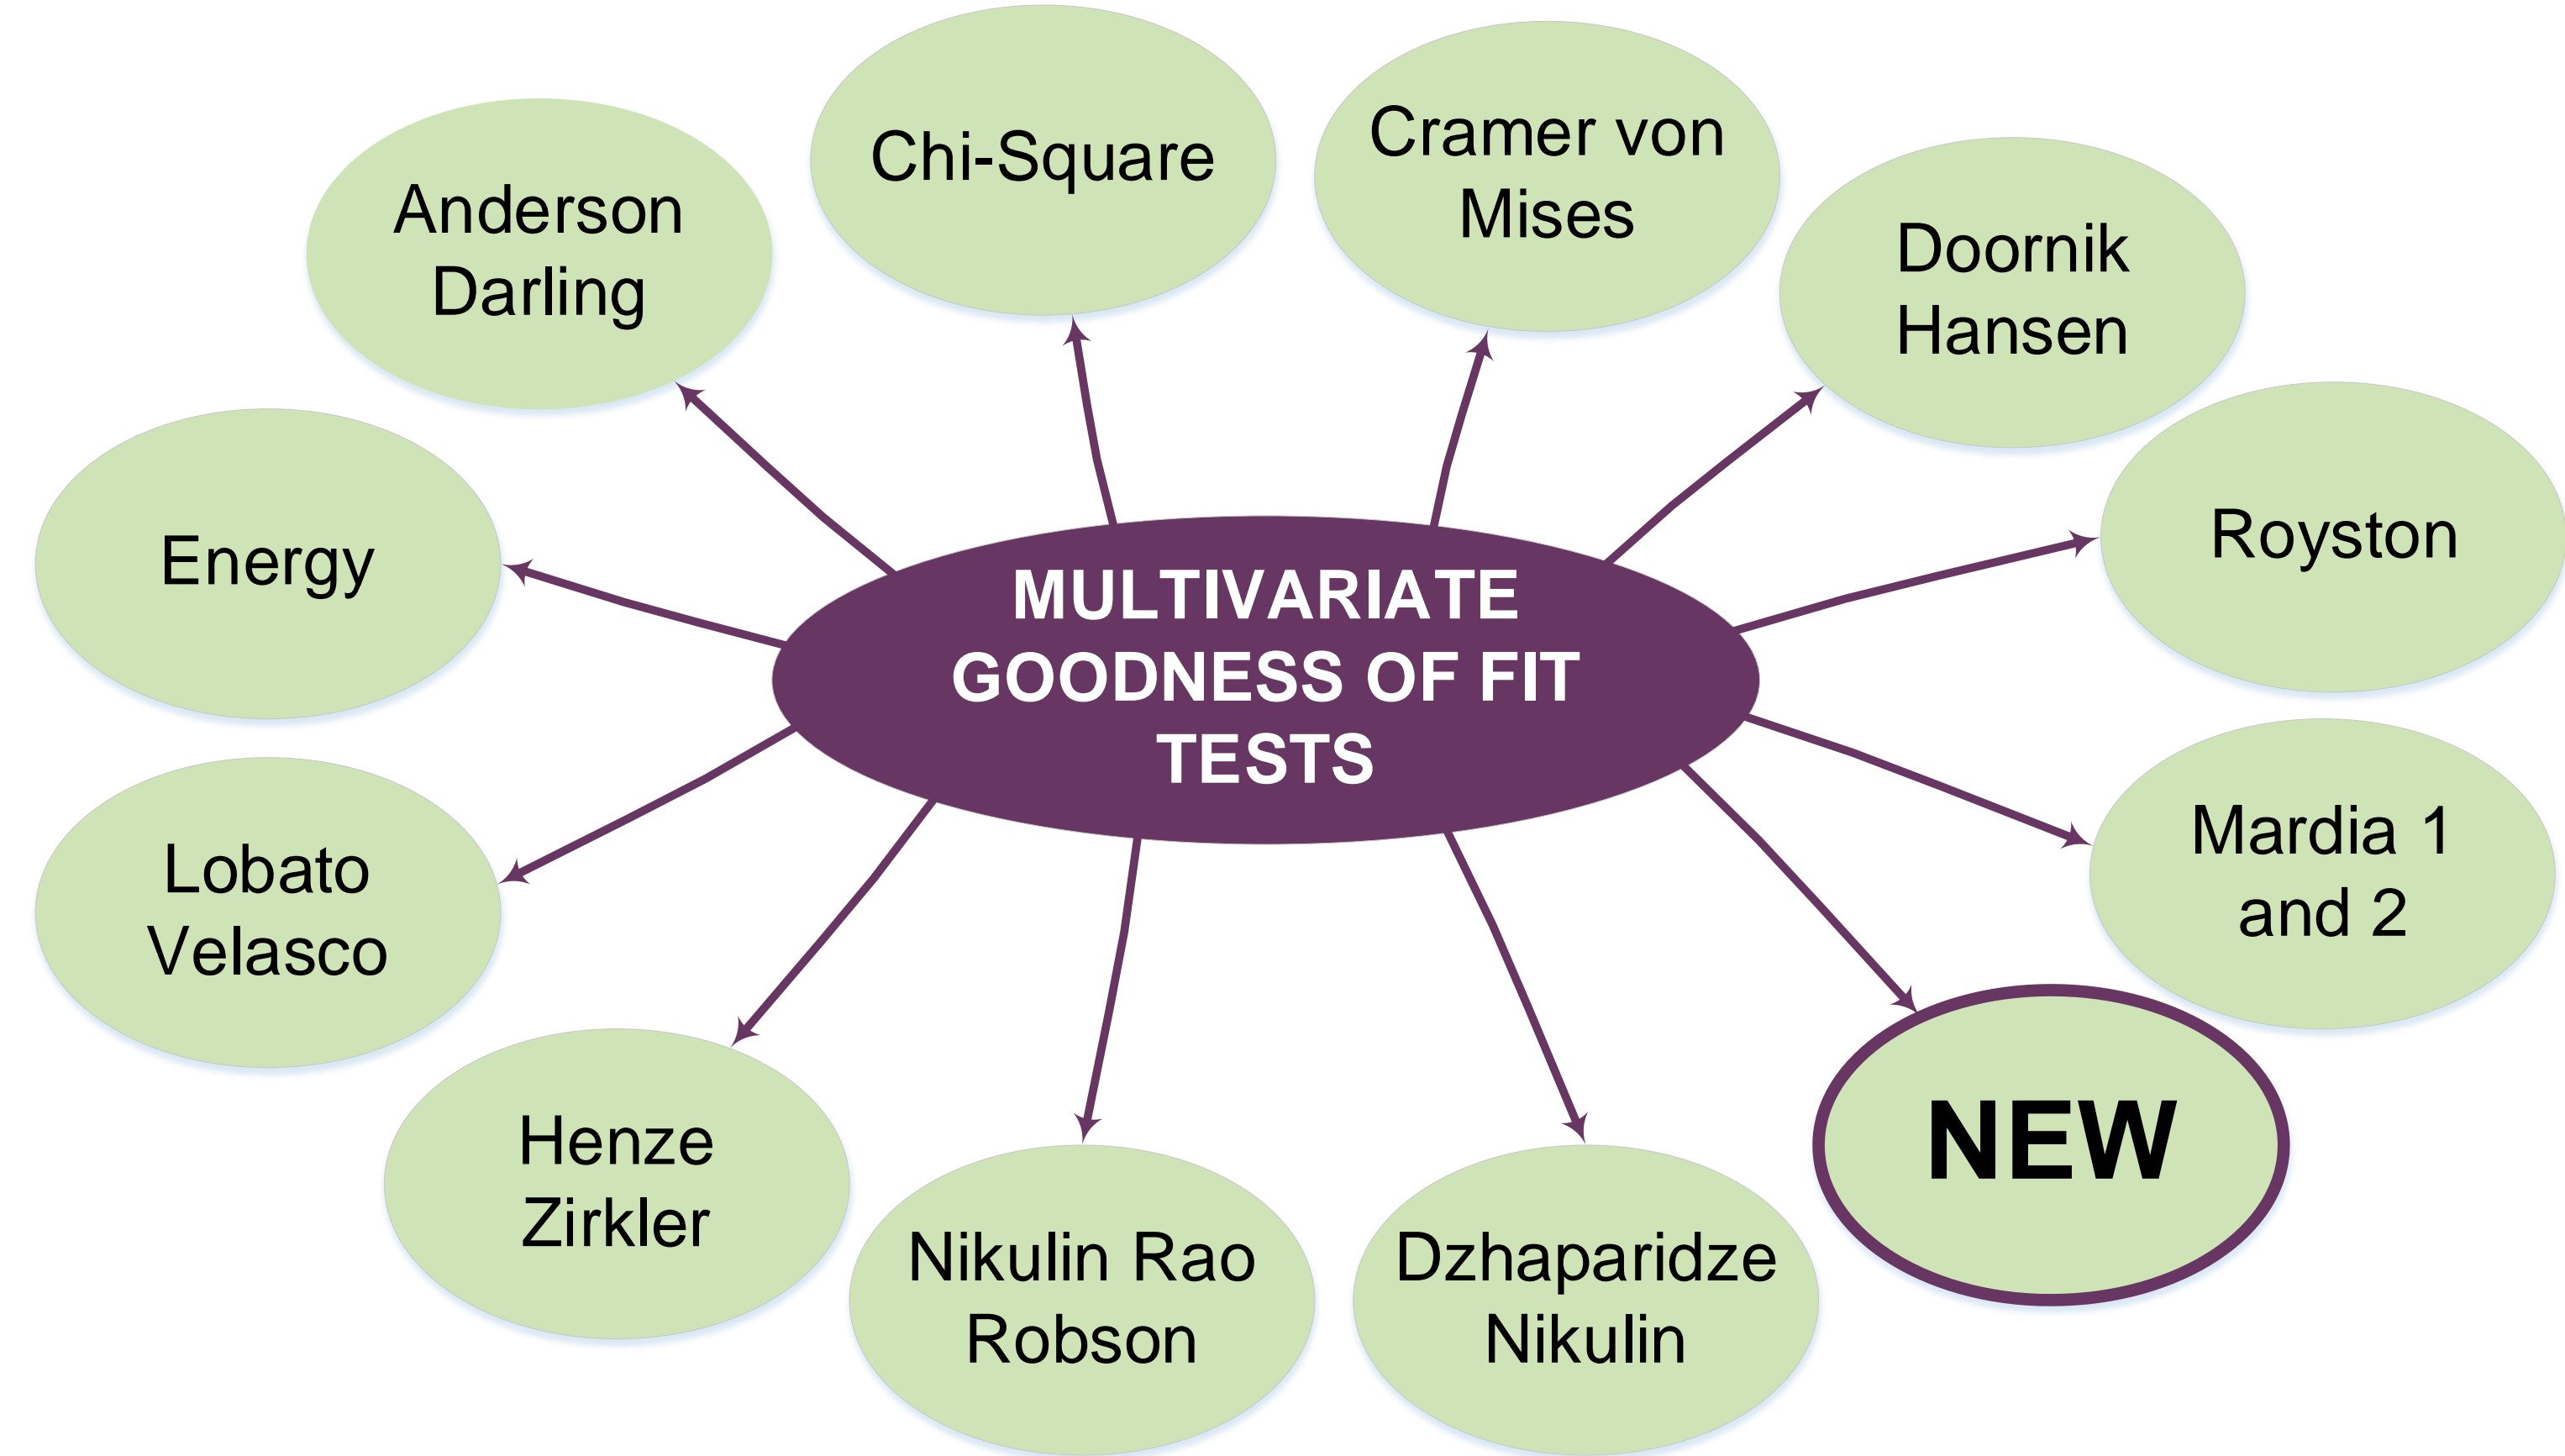 Chi-Square
Cramer von
Mises
Anderson
Darling
Doornik
Hansen
Energy
Royston
MULTIVARIATE
GOODNESS OF FIT
TESTS
Lobato
Velasco
Mardia 1
and 2
Henze
Zirkler
NEW
Nikulin Rao
Robson
Dzhaparidze
Nikulin